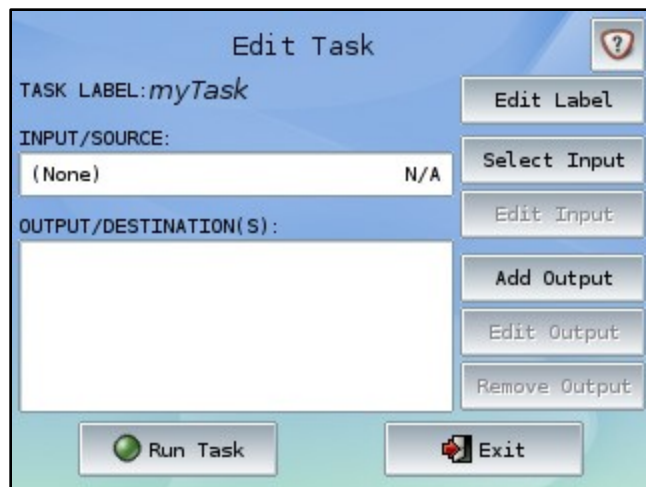 Edit Task
?
TASK LABEL: myTask
Edit Label
INPUT/SOURCE:
(None) N/A
Select Input
Edit Input
OUTPUT/DESTINATION(S):
Add Output
Edit Output
Remove Output
Run Task
Exit